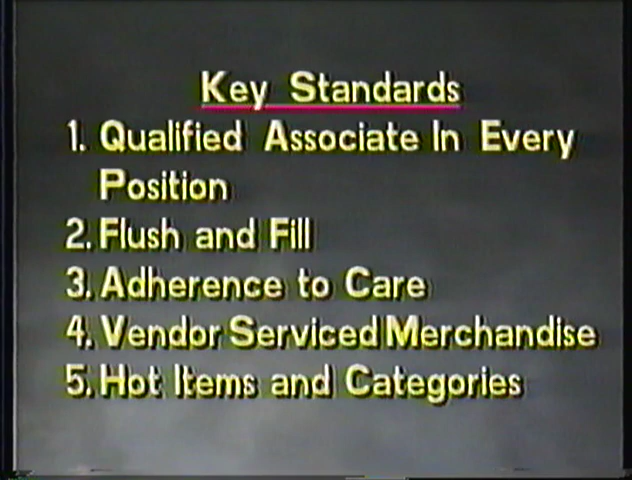 Key Standards
1. Qualified Associate In Every
Position
2. Flush and Fill
3. Adherence to Care
4. Vendor Serviced Merchandise
5. Hot Items and Categories